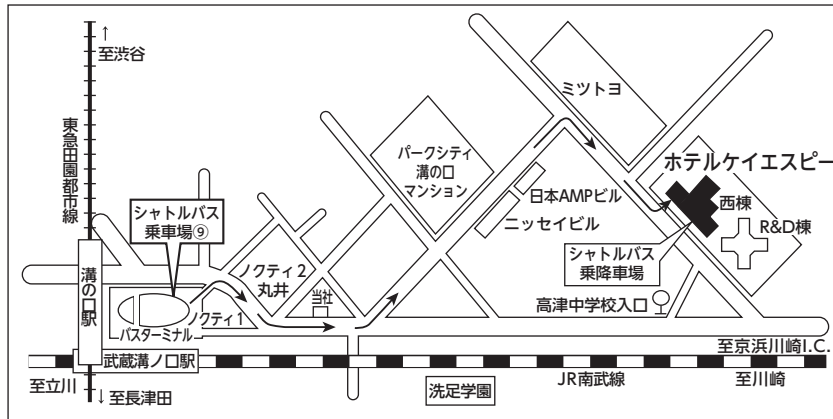 ↑
至渋谷
東急田園都市線
シャトルバス
乗車場⑨
溝の口駅
バスターミナル
ノクティ1
ノクティ2
丸井
当社
パークシティ
溝の口
マンション
ミツトヨ
日本AMPビル
ニッセイビル
ホテルケイエスピー
西棟
R&D棟
シャトルバス
乗降車場
高津中学校入口
至京浜川崎I.C.
武蔵溝ノ口駅
至立川
↓至長津田
洗足学園
JR南武線
至川崎